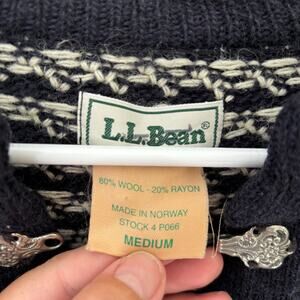 L.L.Bean®
80% WOOL - 20% RAYON
MADE IN NORWAY
STOCK 4 P066
MEDIUM